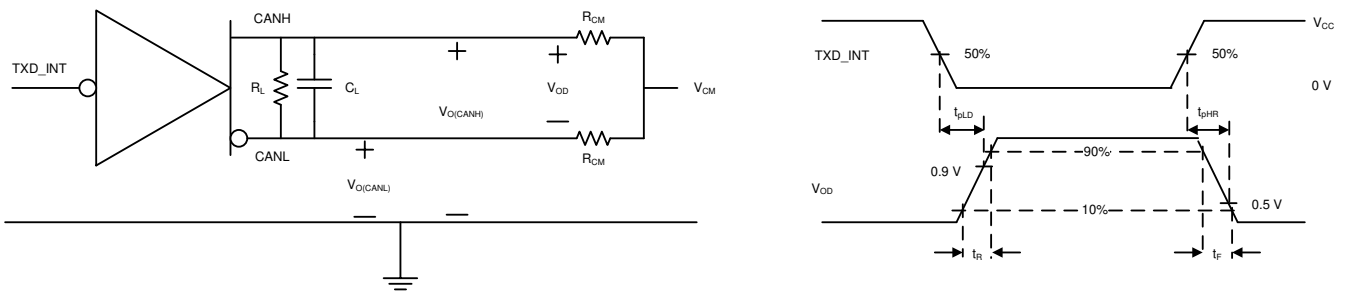 CANH
R_CM
TXD_INT
R_L
C_L
V_OD
V_CM
V_O(CANH)
CANL
R_CM
V_O(CANL)
V_CC
TXD_INT
50%
50%
0 V
t_pLD
t_pHR
90%
0.9 V
V_OD
10%
0.5 V
t_R
t_F